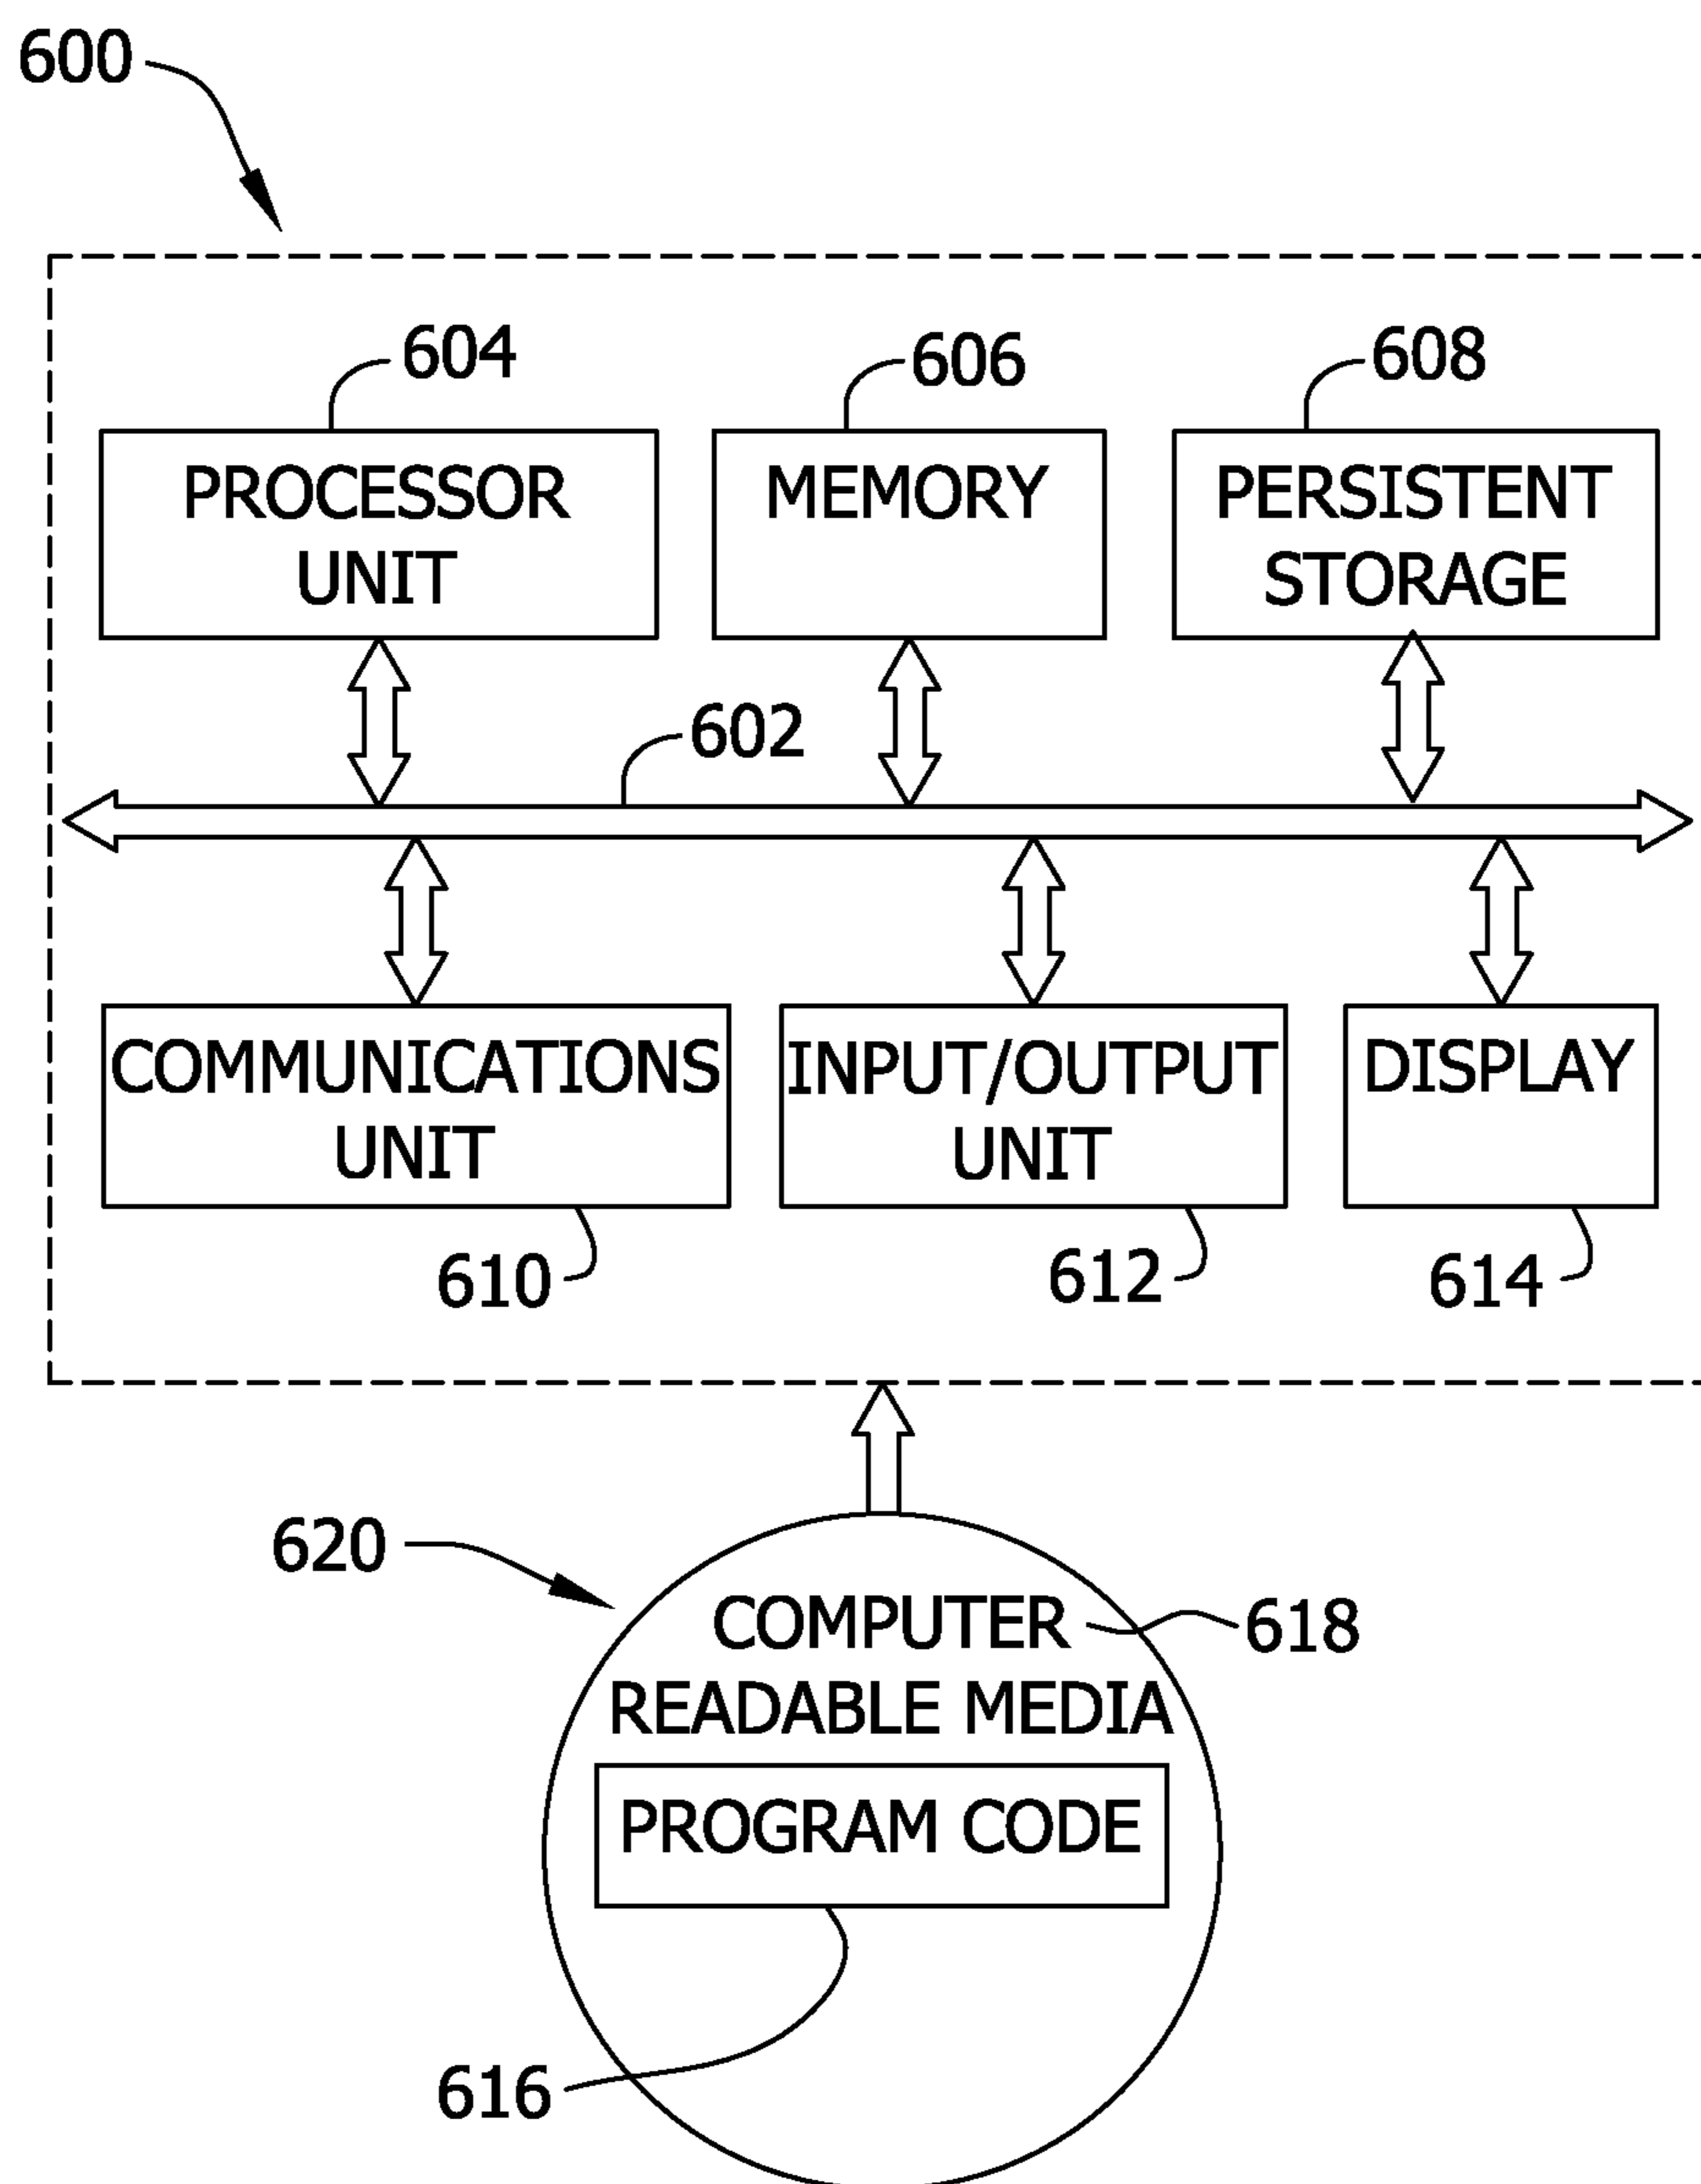 600
604
606
608
PROCESSOR
UNIT
MEMORY
PERSISTENT
STORAGE
602
COMMUNICATIONS
UNIT
INPUT/OUTPUT
UNIT
DISPLAY
610
612
614
620
COMPUTER
READABLE MEDIA
618
PROGRAM CODE
616